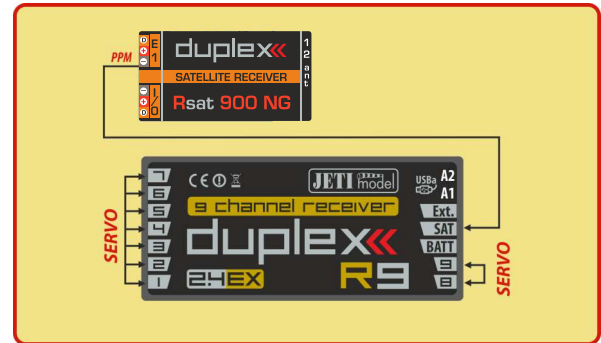 PPM
E1
duplex
1 2 ant
SATELLITE RECEIVER
I/O
Rsat 900 NG
SERVO
7
6
5
4
3
2
1
CE
JETI model
USBa A2
A1
9 channel receiver
duplex
2.4EX
R9
Ext.
SAT
BATT
9
8
SERVO